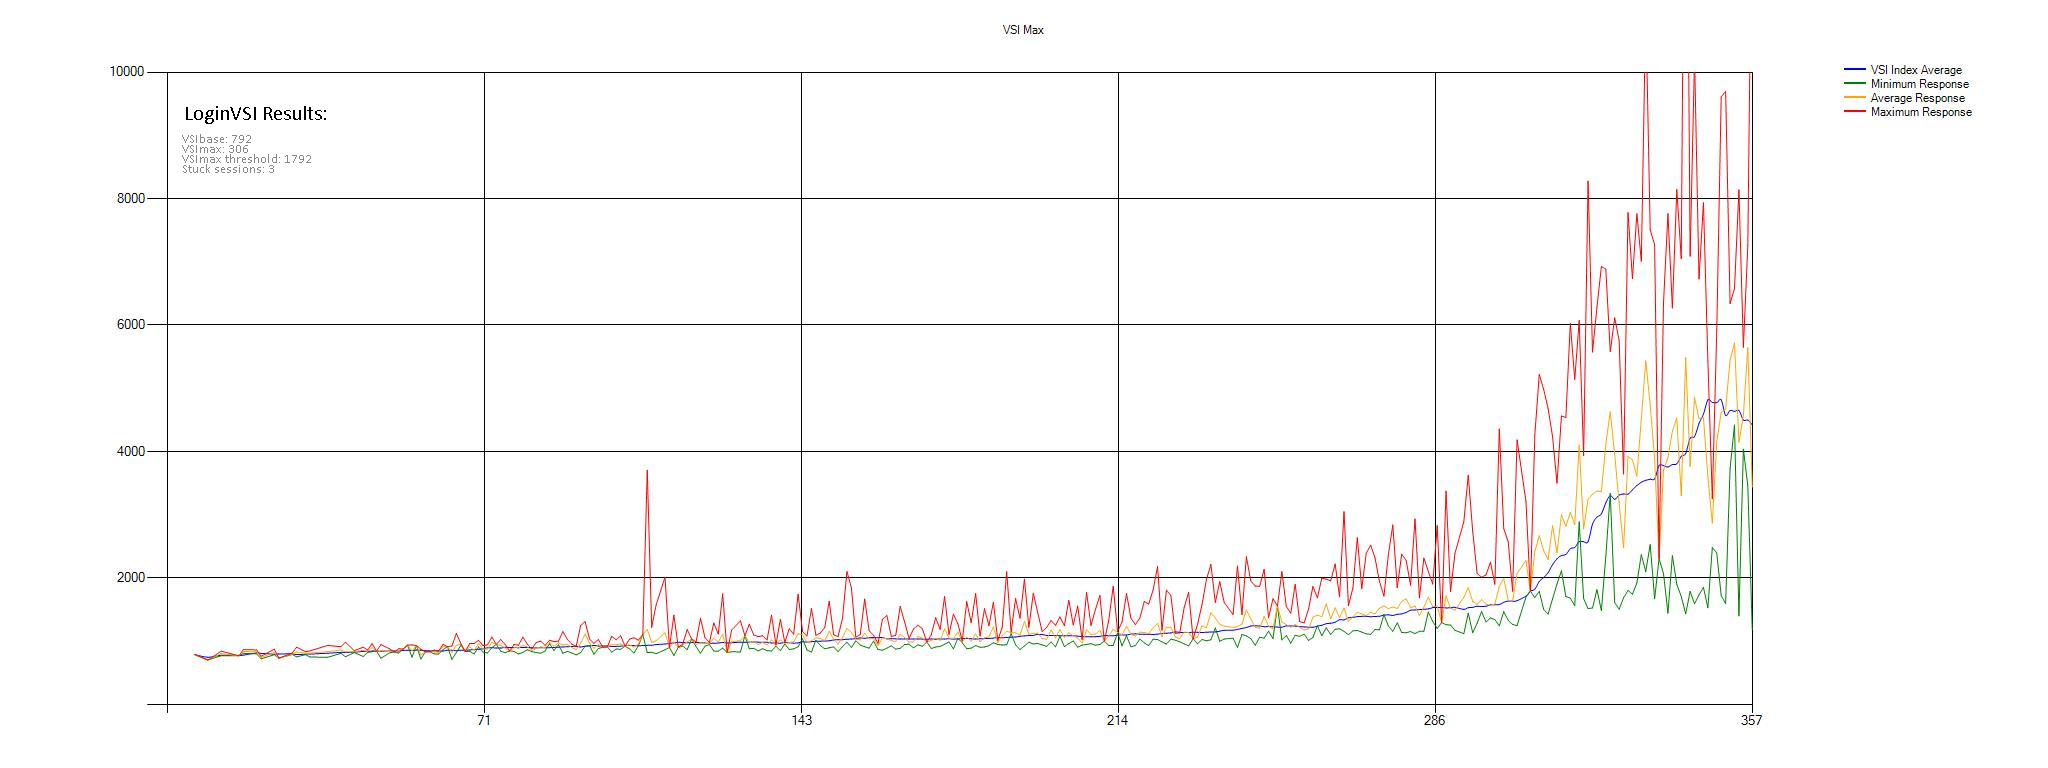 VSI Max
10000
8000
6000
4000
2000
LoginVSI Results:
VSIbase: 792
VSImax: 306
VSImax threshold: 1792
Stuck sessions: 3
VSI Index Average
Minimum Response
Average Response
Maximum Response
71
143
214
286
357